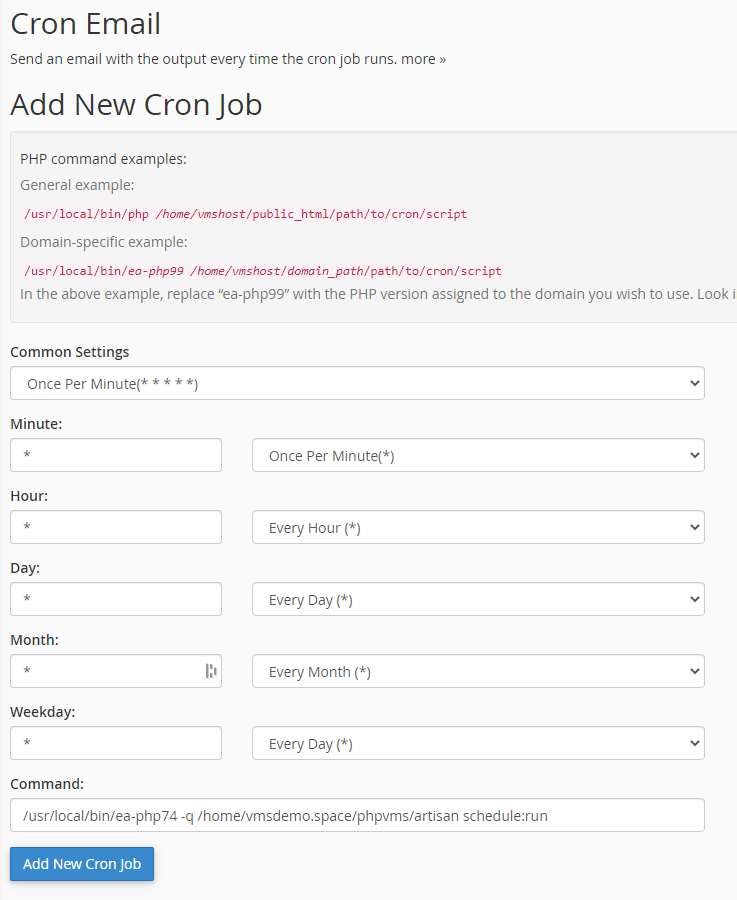 Cron Email
Send an email with the output every time the cron job runs. more »
Add New Cron Job
PHP command examples:
General example:
/usr/local/bin/php /home/vmshost/public_html/path/to/cron/script
Domain-specific example:
/usr/local/bin/ea-php99 /home/vmshost/domain_path/path/to/cron/script
In the above example, replace “ea-php99” with the PHP version assigned to the domain you wish to use. Look i
Common Settings
Once Per Minute(* * * * *)
Minute:
* Once Per Minute(*)
Hour:
* Every Hour (*)
Day:
* Every Day (*)
Month:
* Every Month (*)
Weekday:
* Every Day (*)
Command:
/usr/local/bin/ea-php74 -q /home/vmsdemo.space/phpvms/artisan schedule:run
Add New Cron Job